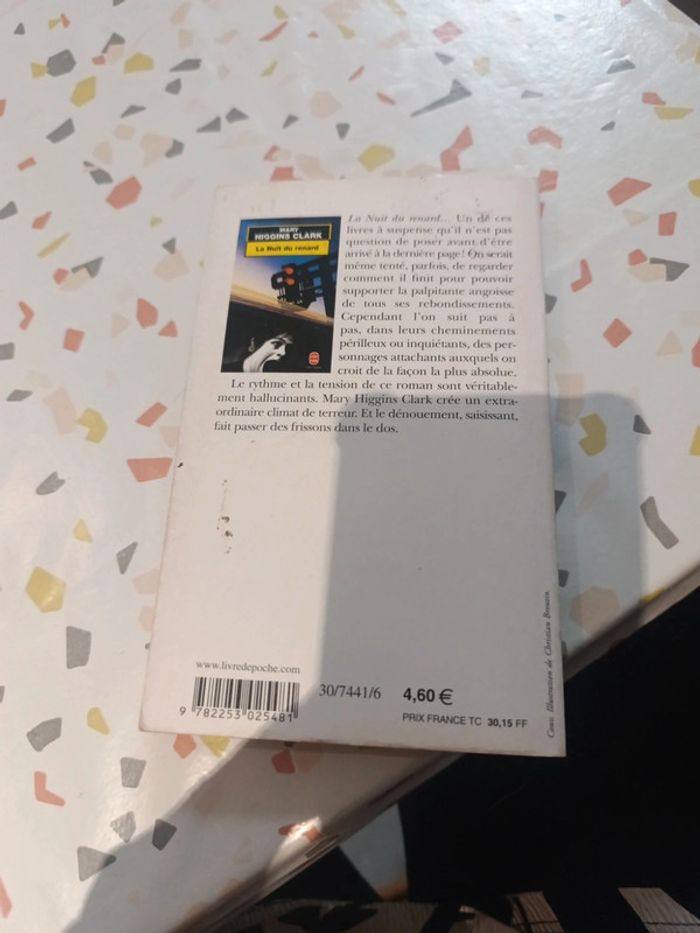 MARY
HIGGINS CLARK
La Nuit du renard
La Nuit du renard... Un de ces
livres à suspense qu'il n'est pas
question de poser avant d'être
arrivé à la dernière page! On serait
même tenté, parfois, de regarder
comment il finit pour pouvoir
supporter la palpitante angoisse
de tous ses rebondissements.
Cependant l'on suit pas à
pas, dans leurs cheminements
périlleux ou inquiétants, des per-
sonnages attachants auxquels on
croit de la façon la plus absolue.
Le rythme et la tension de ce roman sont véritable-
ment hallucinants. Mary Higgins Clark crée un extra-
ordinaire climat de terreur. Et le dénouement, saisissant,
fait passer des frissons dans le dos.
www.livredepoche.com
9 782253 025481
30/7441/6
4,60 €
PRIX FRANCE TC 30,15 FF
Couv. Illustration de Christian Broutin.